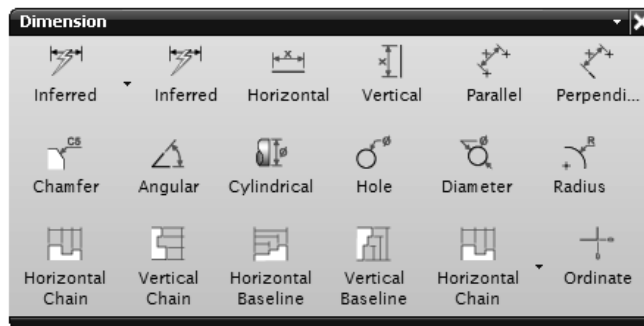 Dimension
Inferred Inferred Horizontal Vertical Parallel Perpendi...
C5 R
Chamfer Angular Cylindrical Hole Diameter Radius
Horizontal Vertical Horizontal Vertical Horizontal Ordinate
Chain Chain Baseline Baseline Chain